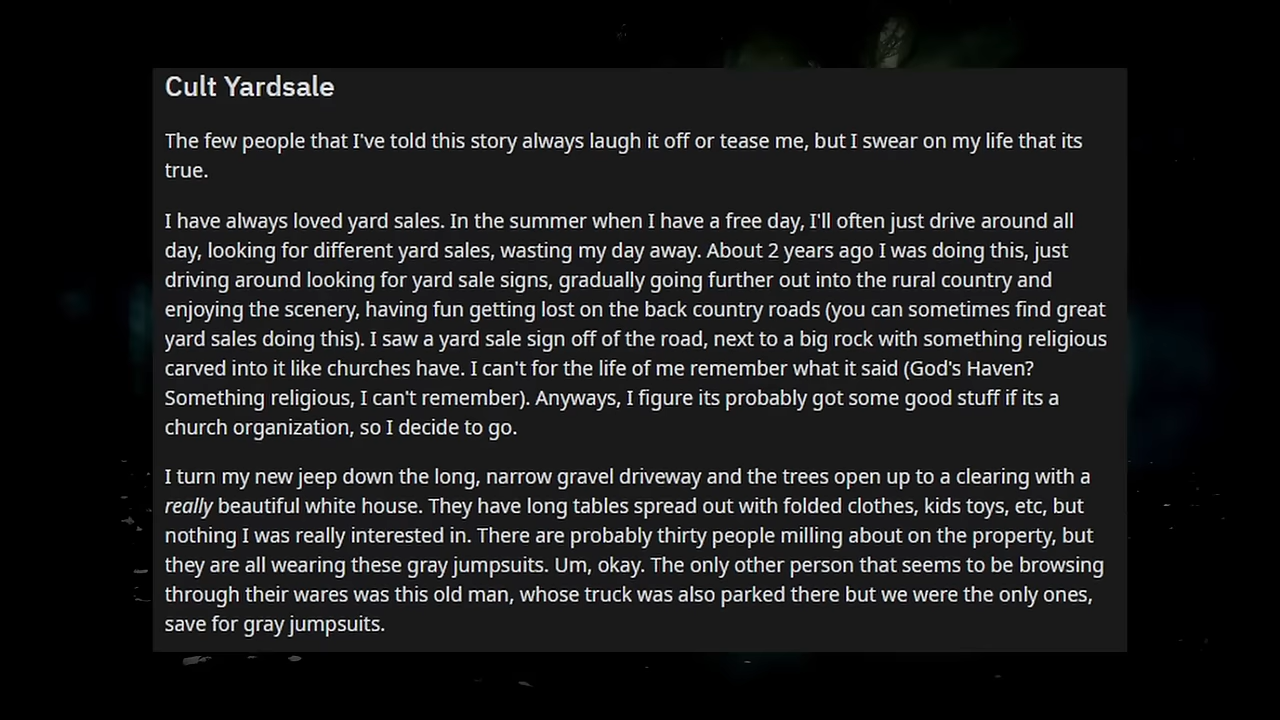 Cult Yardsale
The few people that I've told this story always laugh it off or tease me, but I swear on my life that its
true.
I have always loved yard sales. In the summer when I have a free day, I'll often just drive around all
day, looking for different yard sales, wasting my day away. About 2 years ago I was doing this, just
driving around looking for yard sale signs, gradually going further out into the rural country and
enjoying the scenery, having fun getting lost on the back country roads (you can sometimes find great
yard sales doing this). I saw a yard sale sign off of the road, next to a big rock with something religious
carved into it like churches have. I can't for the life of me remember what it said (God's Haven?
Something religious, I can't remember). Anyways, I figure its probably got some good stuff if its a
church organization, so I decide to go.
I turn my new jeep down the long, narrow gravel driveway and the trees open up to a clearing with a
really beautiful white house. They have long tables spread out with folded clothes, kids toys, etc, but
nothing I was really interested in. There are probably thirty people milling about on the property, but
they are all wearing these gray jumpsuits. Um, okay. The only other person that seems to be browsing
through their wares was this old man, whose truck was also parked there but we were the only ones,
save for gray jumpsuits.